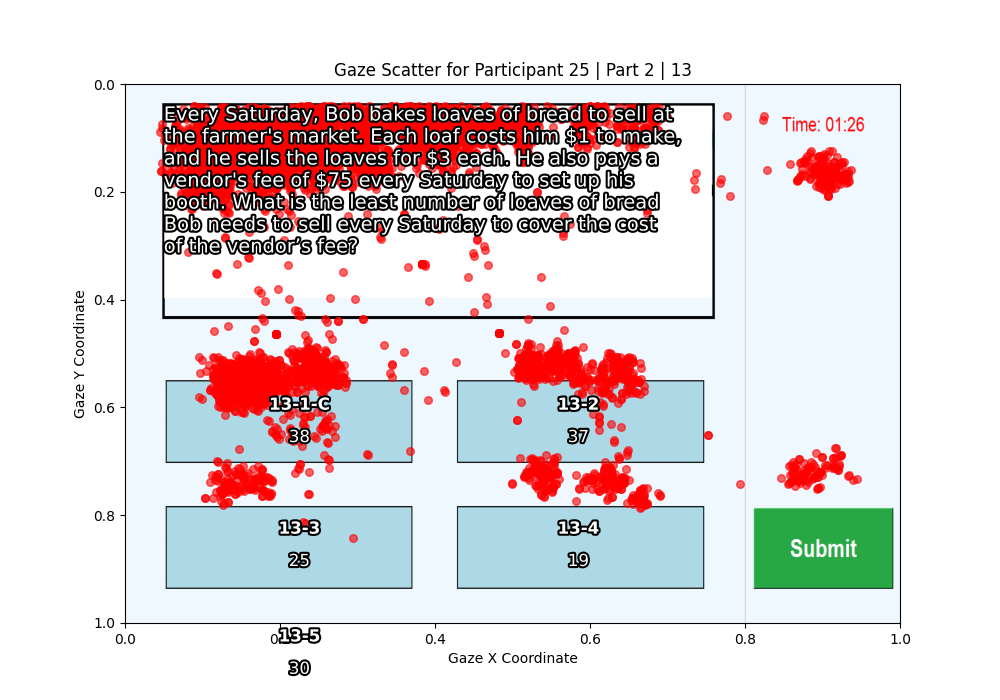 Gaze Scatter for Participant 25 | Part 2 | 13
Every Saturday, Bob bakes loaves of bread to sell at
the farmer's market. Each loaf costs him $1 to make,
and he sells the loaves for $3 each. He also pays a
vendor's fee of $75 every Saturday to set up his
booth. What is the least number of loaves of bread
Bob needs to sell every Saturday to cover the cost
of the vendor's fee?
Time: 01:26
13-1-C
38
13-2
37
13-3
25
13-4
19
13-5
30
Submit
Gaze Y Coordinate
0.0
0.2
0.4
0.6
0.8
1.0
0.0
0.2
0.4
0.6
0.8
1.0
Gaze X Coordinate